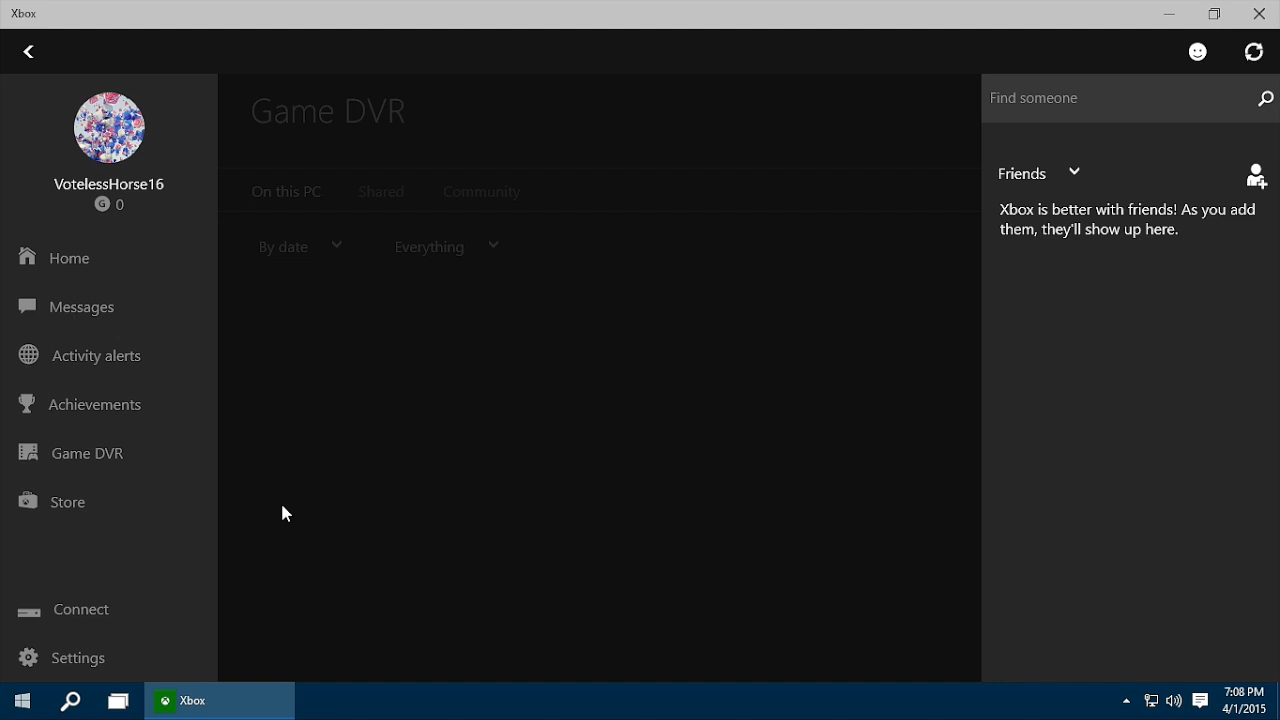 Xbox
VotelessHorse16
G 0
Home
Messages
Activity alerts
Achievements
Game DVR
Store
Connect
Settings
Game DVR
On this PC Shared Community
By date Everything
Find someone
Friends
Xbox is better with friends! As you add
them, they'll show up here.
Xbox
7:08 PM
4/1/2015